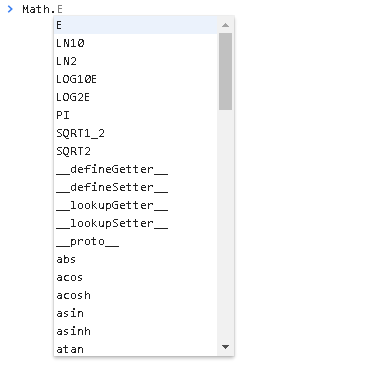 > Math.E
E
LN10
LN2
LOG10E
LOG2E
PI
SQRT1_2
SQRT2
__defineGetter__
__defineSetter__
__lookupGetter__
__lookupSetter__
__proto__
abs
acos
acosh
asin
asinh
atan